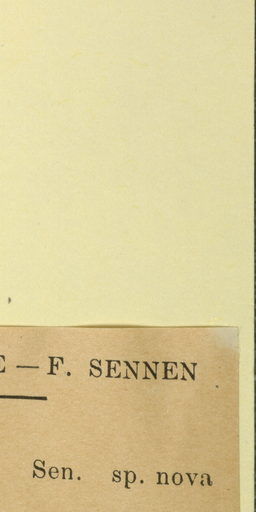 E — F. SENNEN
Sen. sp. nova